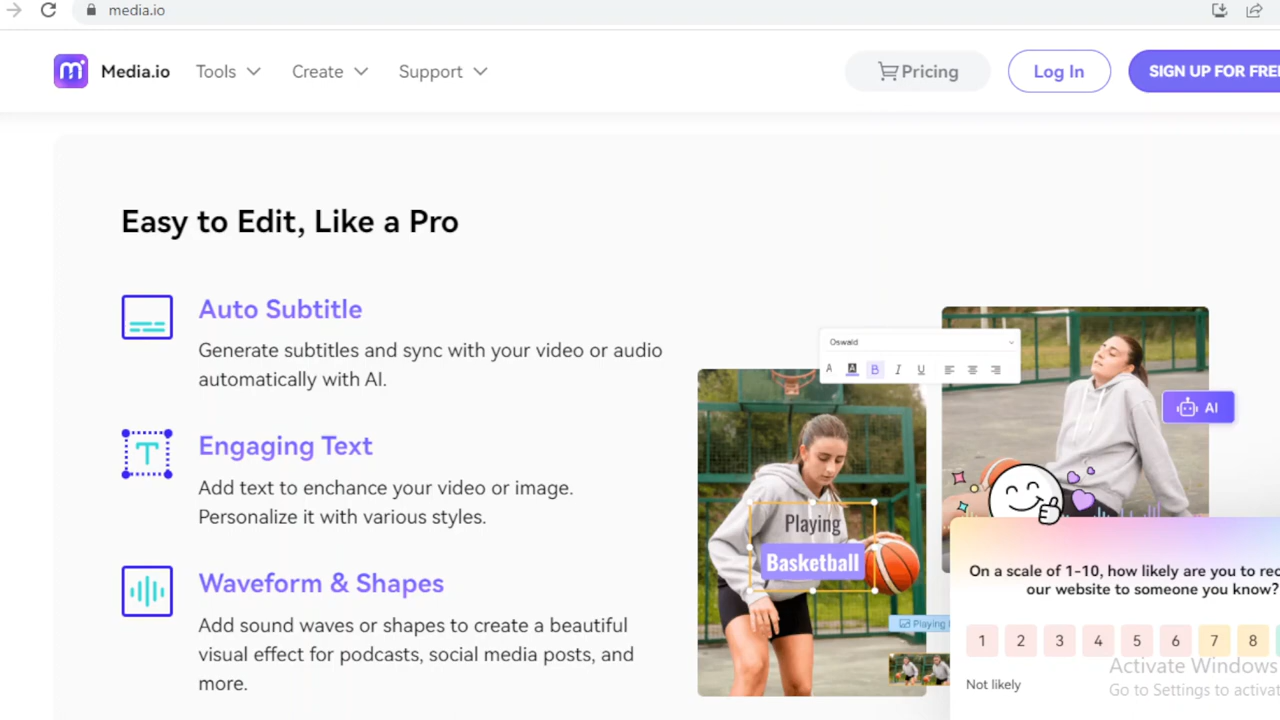 media.io
Media.io
Tools
Create
Support
Pricing
Log In
SIGN UP FOR
Easy to Edit, Like a Pro
Auto Subtitle
Generate subtitles and sync with your video or audio
automatically with AI.
Engaging Text
Add text to enchance your video or image.
Personalize it with various styles.
Waveform & Shapes
Add sound waves or shapes to create a beautiful
visual effect for podcasts, social media posts, and
more.
Oswald
A A B I U
AI
Playing
Basketball
Playing
On a scale of 1-10, how likely are you to
our website to someone you know?
1 2 3 4 5 6 7 8
Not likely
Activate Windows
Go to Settings to